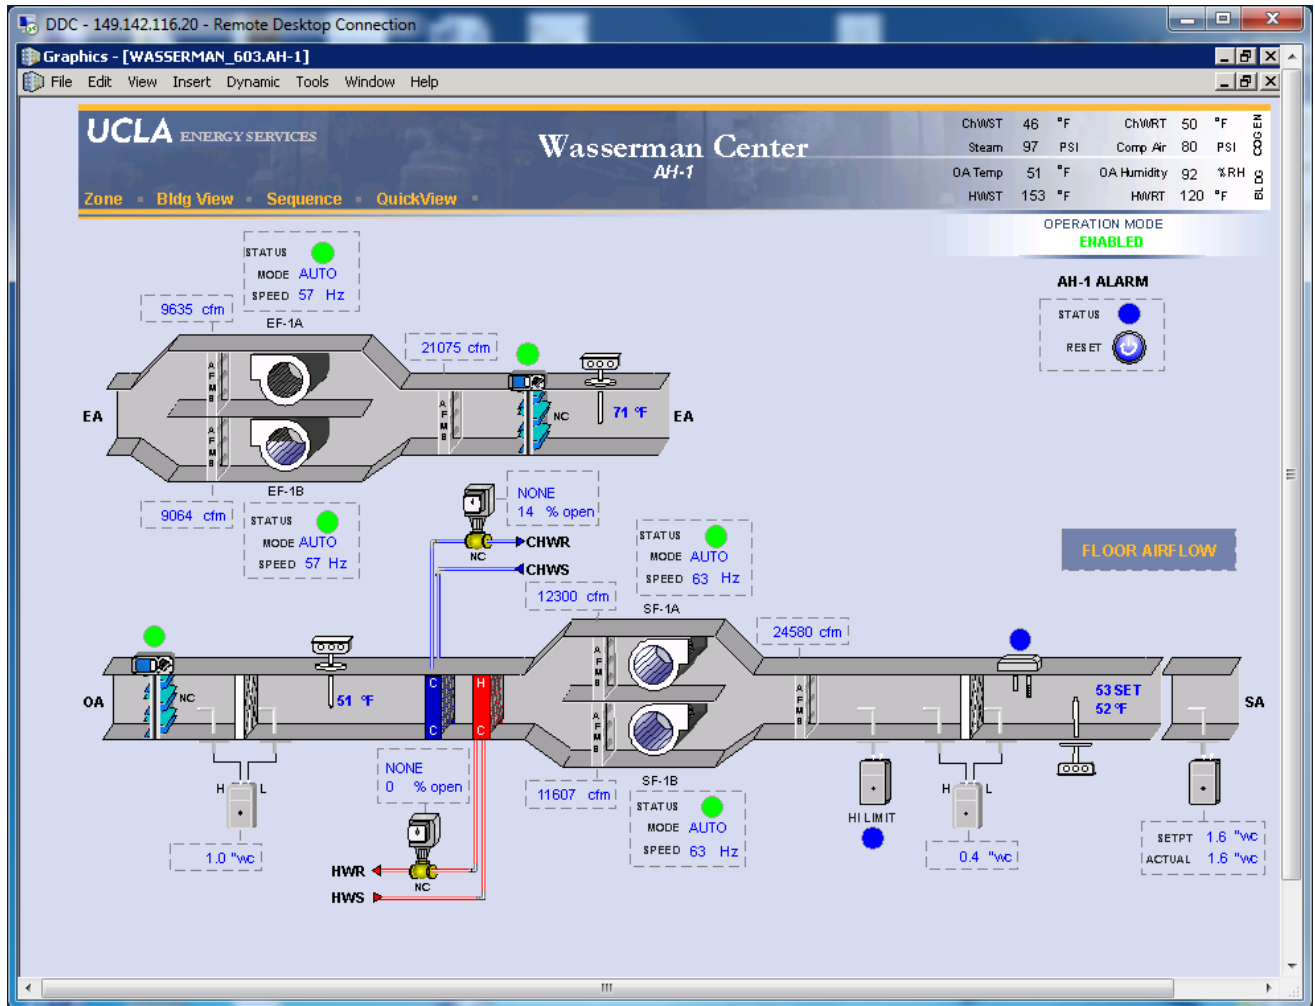 DDC - 149.142.116.20 - Remote Desktop Connection
Graphics - [WASSERMAN_603.AH-1]
File Edit View Insert Dynamic Tools Window Help
UCLA ENERGY SERVICES
Wasserman Center
AH-1
Zone Bldg View Sequence QuickView
ChWST 46 °F ChWRT 50 °F
Steam 97 PSI Comp Air 80 PSI
COGEN
OA Temp 51 °F OA Humidity 92 %RH
HWST 153 °F HWRT 120 °F
BLDG
OPERATION MODE
ENABLED
AH-1 ALARM
STATUS
RESET
STATUS
MODE AUTO
SPEED 57 Hz
9635 cfm
EF-1A
21075 cfm
AFMB
AFMB
AFMB
EA
NC
71 °F
EA
EF-1B
9064 cfm
STATUS
MODE AUTO
SPEED 57 Hz
NONE
14 % open
NC
CHWR
CHWS
STATUS
MODE AUTO
SPEED 63 Hz
FLOOR AIRFLOW
12300 cfm
SF-1A
24580 cfm
OA
NC
51 °F
C
C
H
C
AFMB
AFMB
AFMB
53 SET
52 °F
SA
SF-1B
11607 cfm
STATUS
MODE AUTO
SPEED 63 Hz
NONE
0 % open
H L
1.0 "wc
HWR
NC
HWS
HI LIMIT
H L
0.4 "wc
SETPT 1.6 "wc
ACTUAL 1.6 "wc